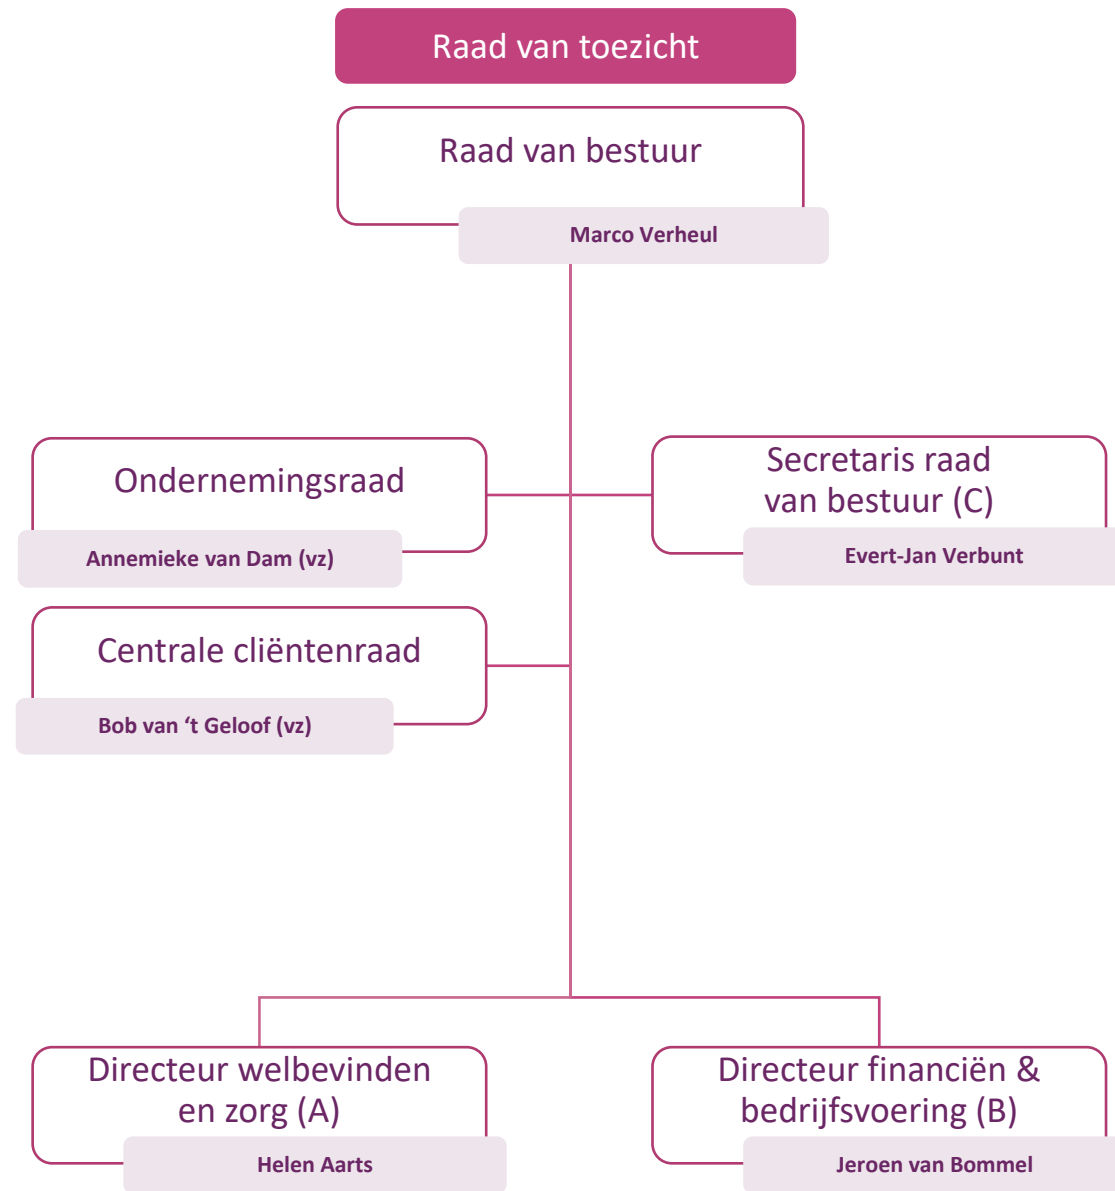 Raad van toezicht
Raad van bestuur
Marco Verheul
Ondernemingsraad
Annemieke van Dam (vz)
Secretaris raad
van bestuur (C)
Evert-Jan Verbunt
Centrale cliëntenraad
Bob van ‘t Geloof (vz)
Directeur welbevinden
en zorg (A)
Helen Aarts
Directeur financiën &
bedrijfsvoering (B)
Jeroen van Bommel